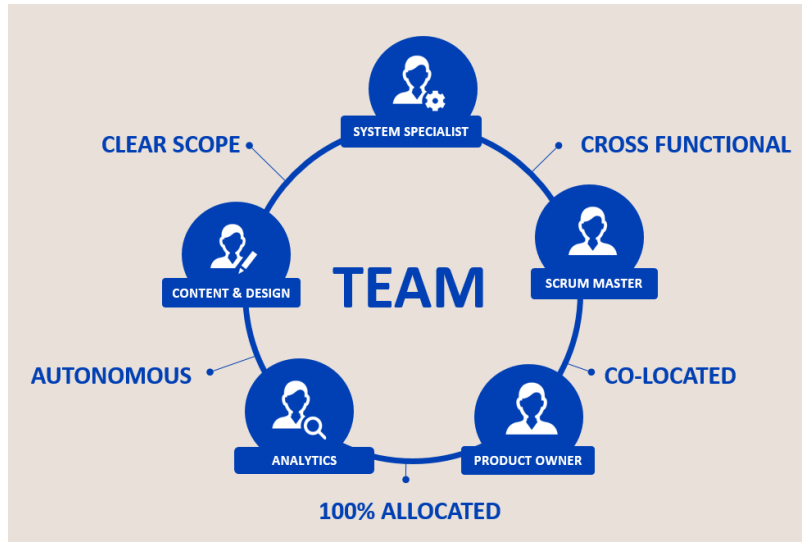 SYSTEM SPECIALIST
CLEAR SCOPE
CROSS FUNCTIONAL
CONTENT & DESIGN
TEAM
SCRUM MASTER
AUTONOMOUS
CO-LOCATED
ANALYTICS
PRODUCT OWNER
100% ALLOCATED